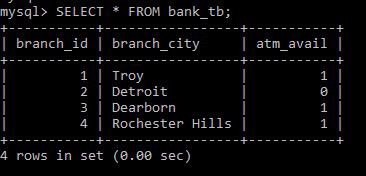 mysql> SELECT * FROM bank_tb;
+-----------+-----------------+-----------+
| branch_id | branch_city     | atm_avail |
+-----------+-----------------+-----------+
|         1 | Troy            |         1 |
|         2 | Detroit         |         0 |
|         3 | Dearborn        |         1 |
|         4 | Rochester Hills |         1 |
+-----------+-----------------+-----------+
4 rows in set (0.00 sec)